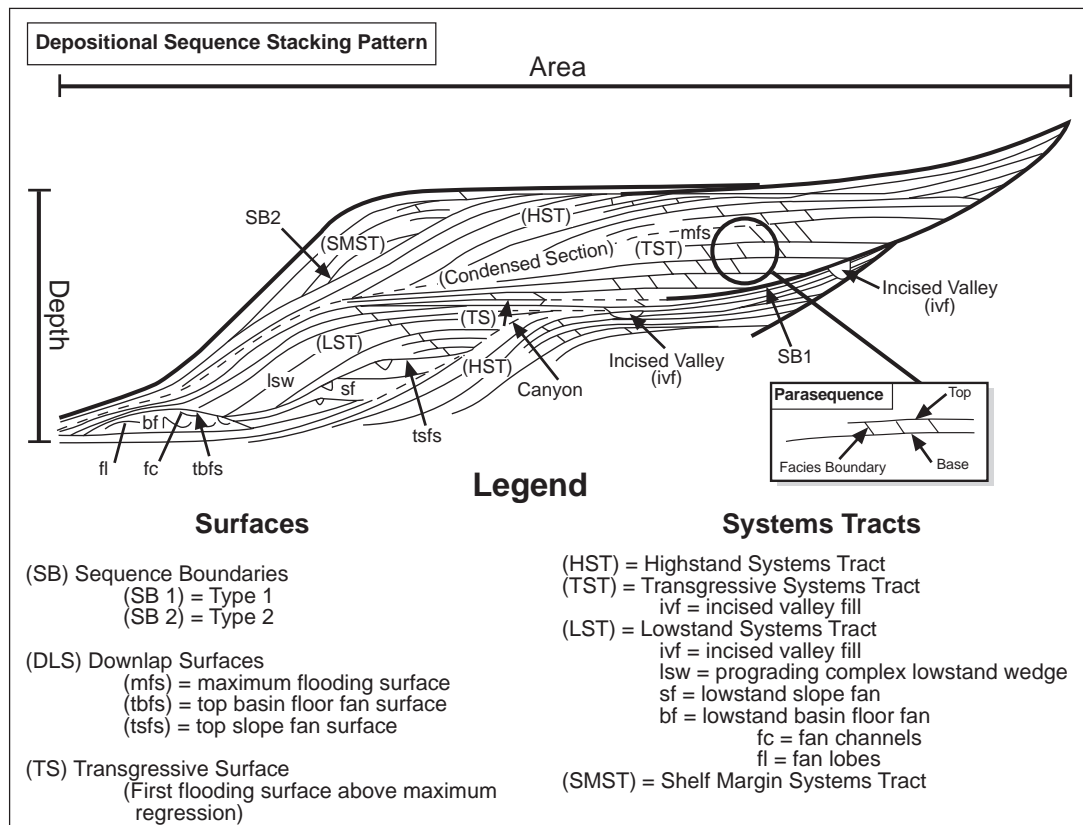 Depositional Sequence Stacking Pattern
Area
Depth
SB2
(SMST)
(HST)
mfs
(TST)
(Condensed Section)
Incised Valley
(ivf)
(TS)
(LST)
(HST)
lsw
sf
bf
Canyon
Incised Valley
(ivf)
SB1
tsfs
fl
fc
tbfs
Parasequence
Top
Facies Boundary
Base
Legend
Surfaces
(SB) Sequence Boundaries
(SB 1) = Type 1
(SB 2) = Type 2
(DLS) Downlap Surfaces
(mfs) = maximum flooding surface
(tbfs) = top basin floor fan surface
(tsfs) = top slope fan surface
(TS) Transgressive Surface
(First flooding surface above maximum
regression)
Systems Tracts
(HST) = Highstand Systems Tract
(TST) = Transgressive Systems Tract
ivf = incised valley fill
(LST) = Lowstand Systems Tract
ivf = incised valley fill
lsw = prograding complex lowstand wedge
sf = lowstand slope fan
bf = lowstand basin floor fan
fc = fan channels
fl = fan lobes
(SMST) = Shelf Margin Systems Tract